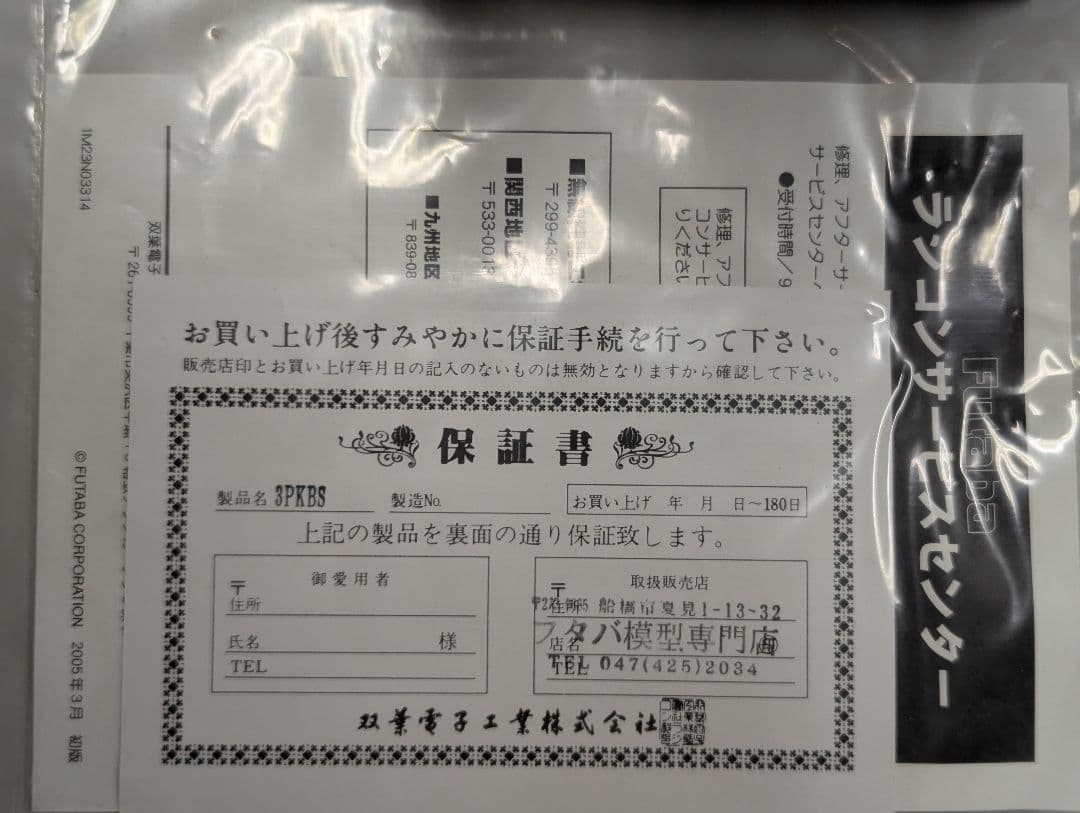 お買い上げ後すみやかに保証手続を行って下さい。
販売店印とお買い上げ年月日の記入のないものは無効となりますから確認して下さい。
保証書
製品名 3PKBS
製造No.
お買い上げ 年 月 日～180日
上記の製品を裏面の通り保証致します。
御愛用者
〒
住所
氏名 様
TEL
取扱販売店
〒
住所 船橋市夏見1-13-32
店名 フタバ模型専門店 印
TEL TEL 047(425)2034
双葉電子工業株式会社
Futaba
ラジコンサービスセンター
修理、アフターサ
サービスセンター
●受付時間/9
修理、アフ
コンサービ
りくださし
〒299-43
■関西地
〒533-001
■九州地区
〒839-08
双葉電子
1M23N03314
© FUTABA CORPORATION 2005年3月 初版